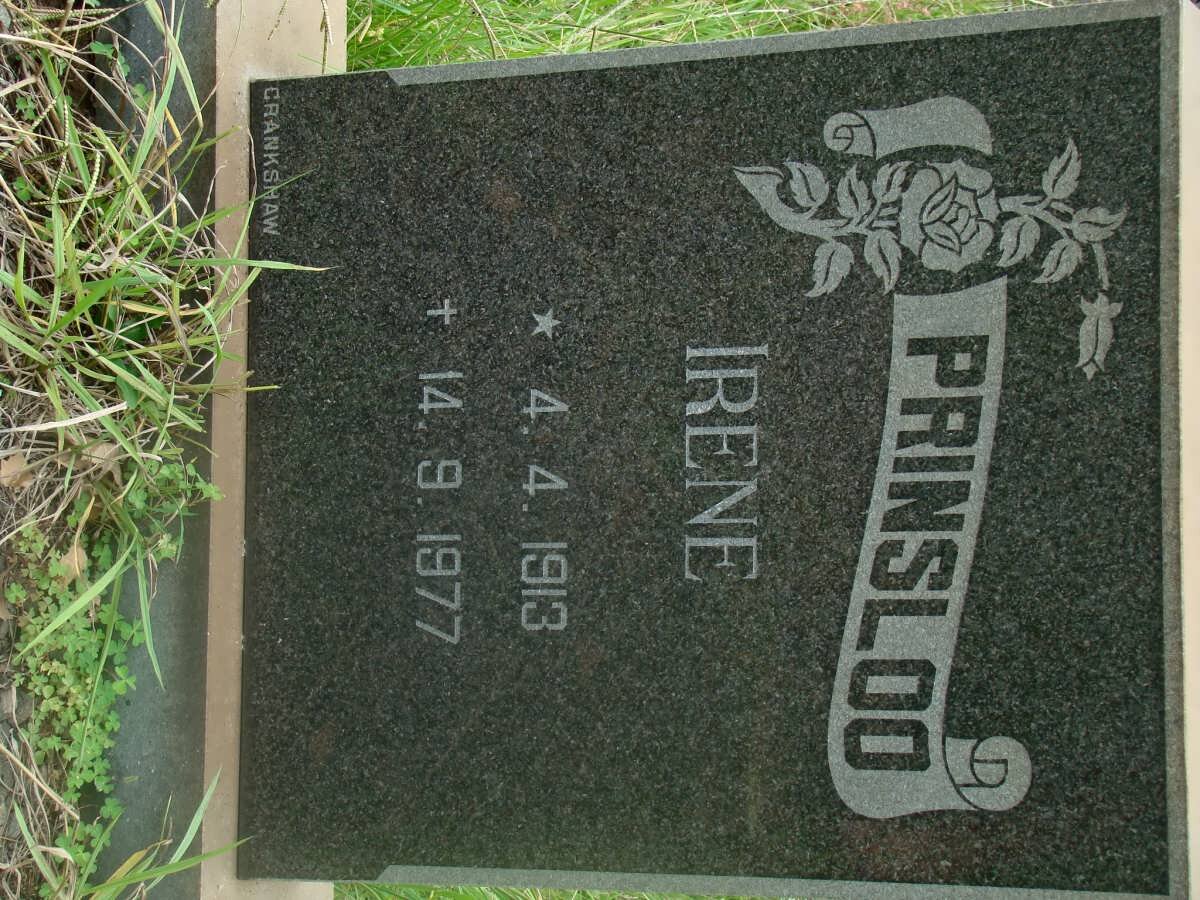 PRINSLOO
IRENE
★ 4. 4. 1913
✝ 14. 9. 1977
CRANKSHAW